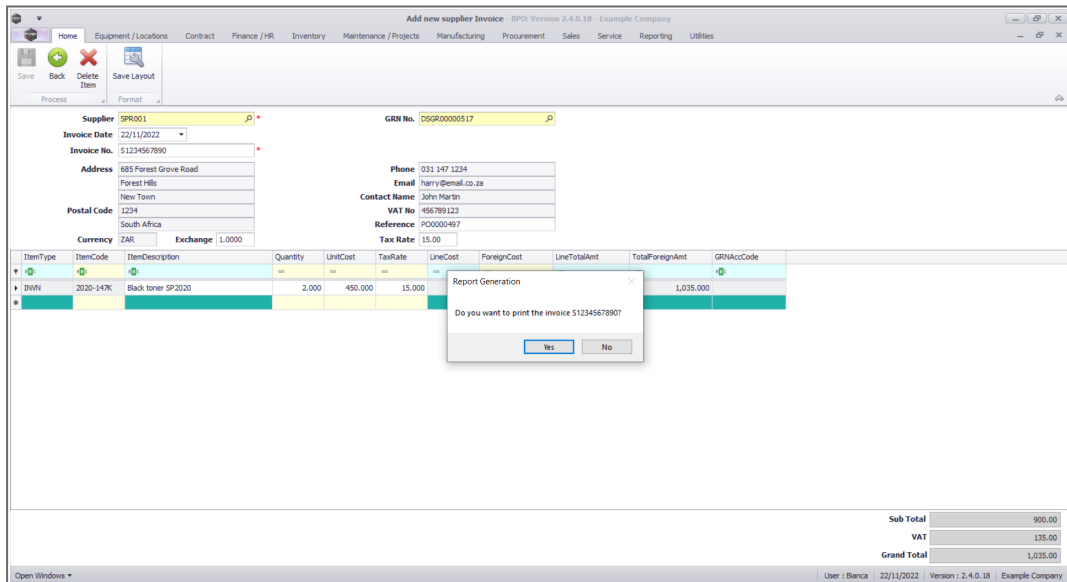 Add new supplier Invoice - BPO: Version 2.4.0.18 - Example Company
Home Equipment / Locations Contract Finance / HR Inventory Maintenance / Projects Manufacturing Procurement Sales Service Reporting Utilities
Save Back Delete Item Save Layout
Process Format
Supplier SPR001 * GRN No. DSGR00000517
Invoice Date 22/11/2022
Invoice No. S1234567890 *
Address 685 Forest Grove Road Phone 031 147 1234
Forest Hills Email harry@email.co.za
New Town Contact Name John Martin
Postal Code 1234 VAT No 456789123
South Africa Reference PO0000497
Currency ZAR Exchange 1.0000 Tax Rate 15.00
ItemType ItemCode ItemDescription Quantity UnitCost TaxRate LineCost ForeignCost LineTotalAmt TotalForeignAmt GRNAccCode
= = = =
INWN 2020-147K Black toner SP2020 2.000 450.000 15.000 1,035.000
Report Generation
Do you want to print the invoice S1234567890?
Yes No
Sub Total 900.00
VAT 135.00
Grand Total 1,035.00
Open Windows User : Bianca 22/11/2022 Version : 2.4.0.18 Example Company